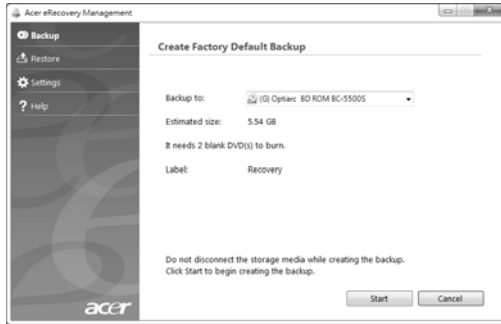 Acer eRecovery Management
Backup
Restore
Settings
? Help
Create Factory Default Backup
Backup to: (G) Optiarc BD ROM BC-5500S
Estimated size: 5.54 GB
It needs 2 blank DVD(s) to burn.
Label: Recovery
Do not disconnect the storage media while creating the backup.
Click Start to begin creating the backup.
Start Cancel
acer